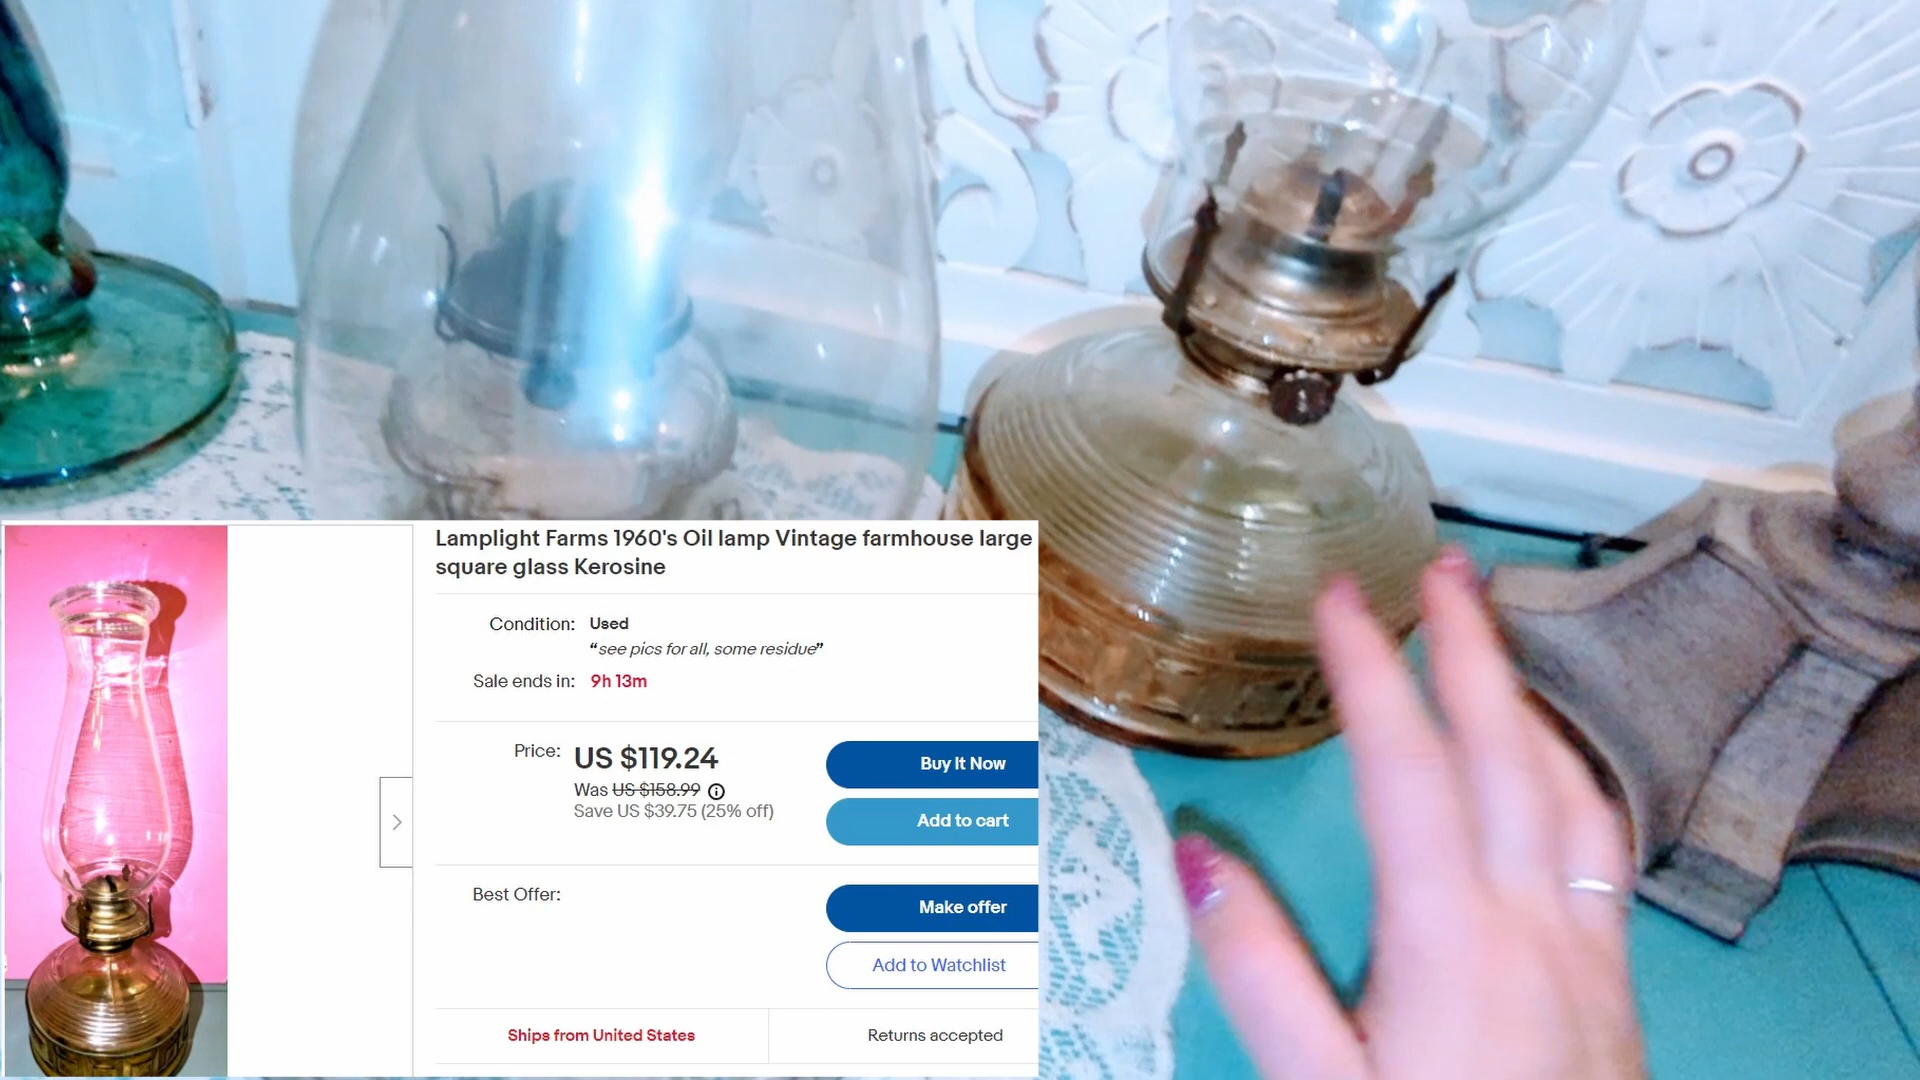 Lamplight Farms 1960's Oil lamp Vintage farmhouse large
square glass Kerosine
Condition: Used
“see pics for all, some residue”
Sale ends in: 9h 13m
Price: US $119.24
Was US $158.99
Save US $39.75 (25% off)
Buy It Now
Add to cart
Best Offer:
Make offer
Add to Watchlist
Ships from United States
Returns accepted